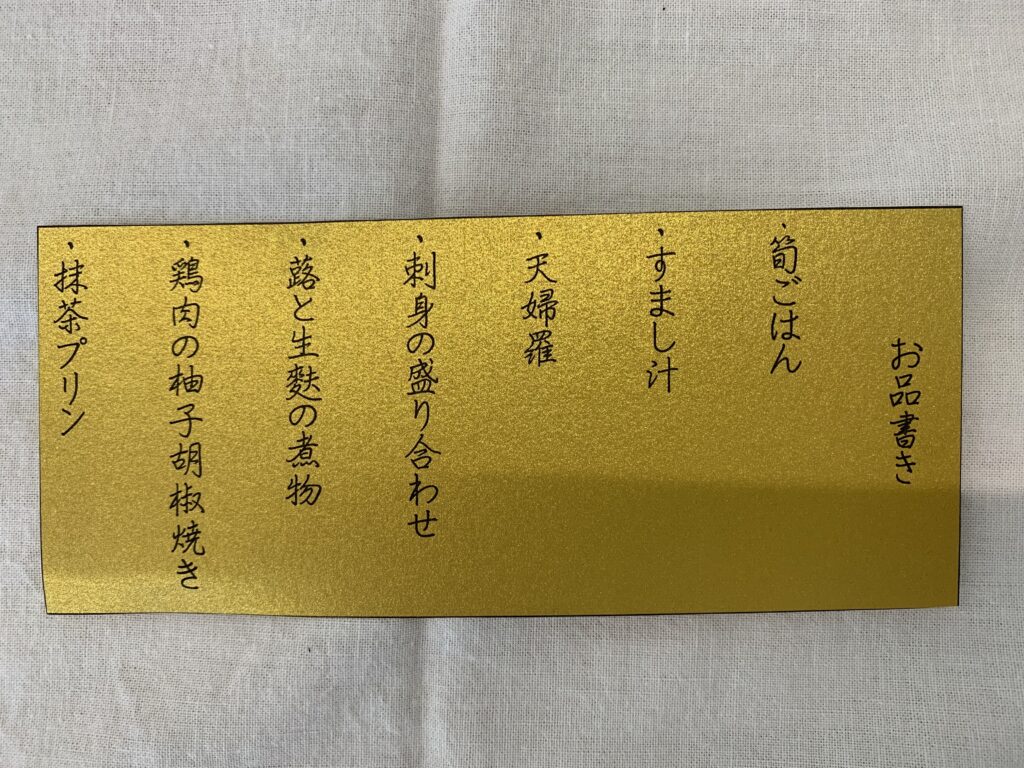 お品書き
・筍ごはん
・すまし汁
・天婦羅
・刺身の盛り合わせ
・蕗と生麩の煮物
・鶏肉の柚子胡椒焼き
・抹茶プリン